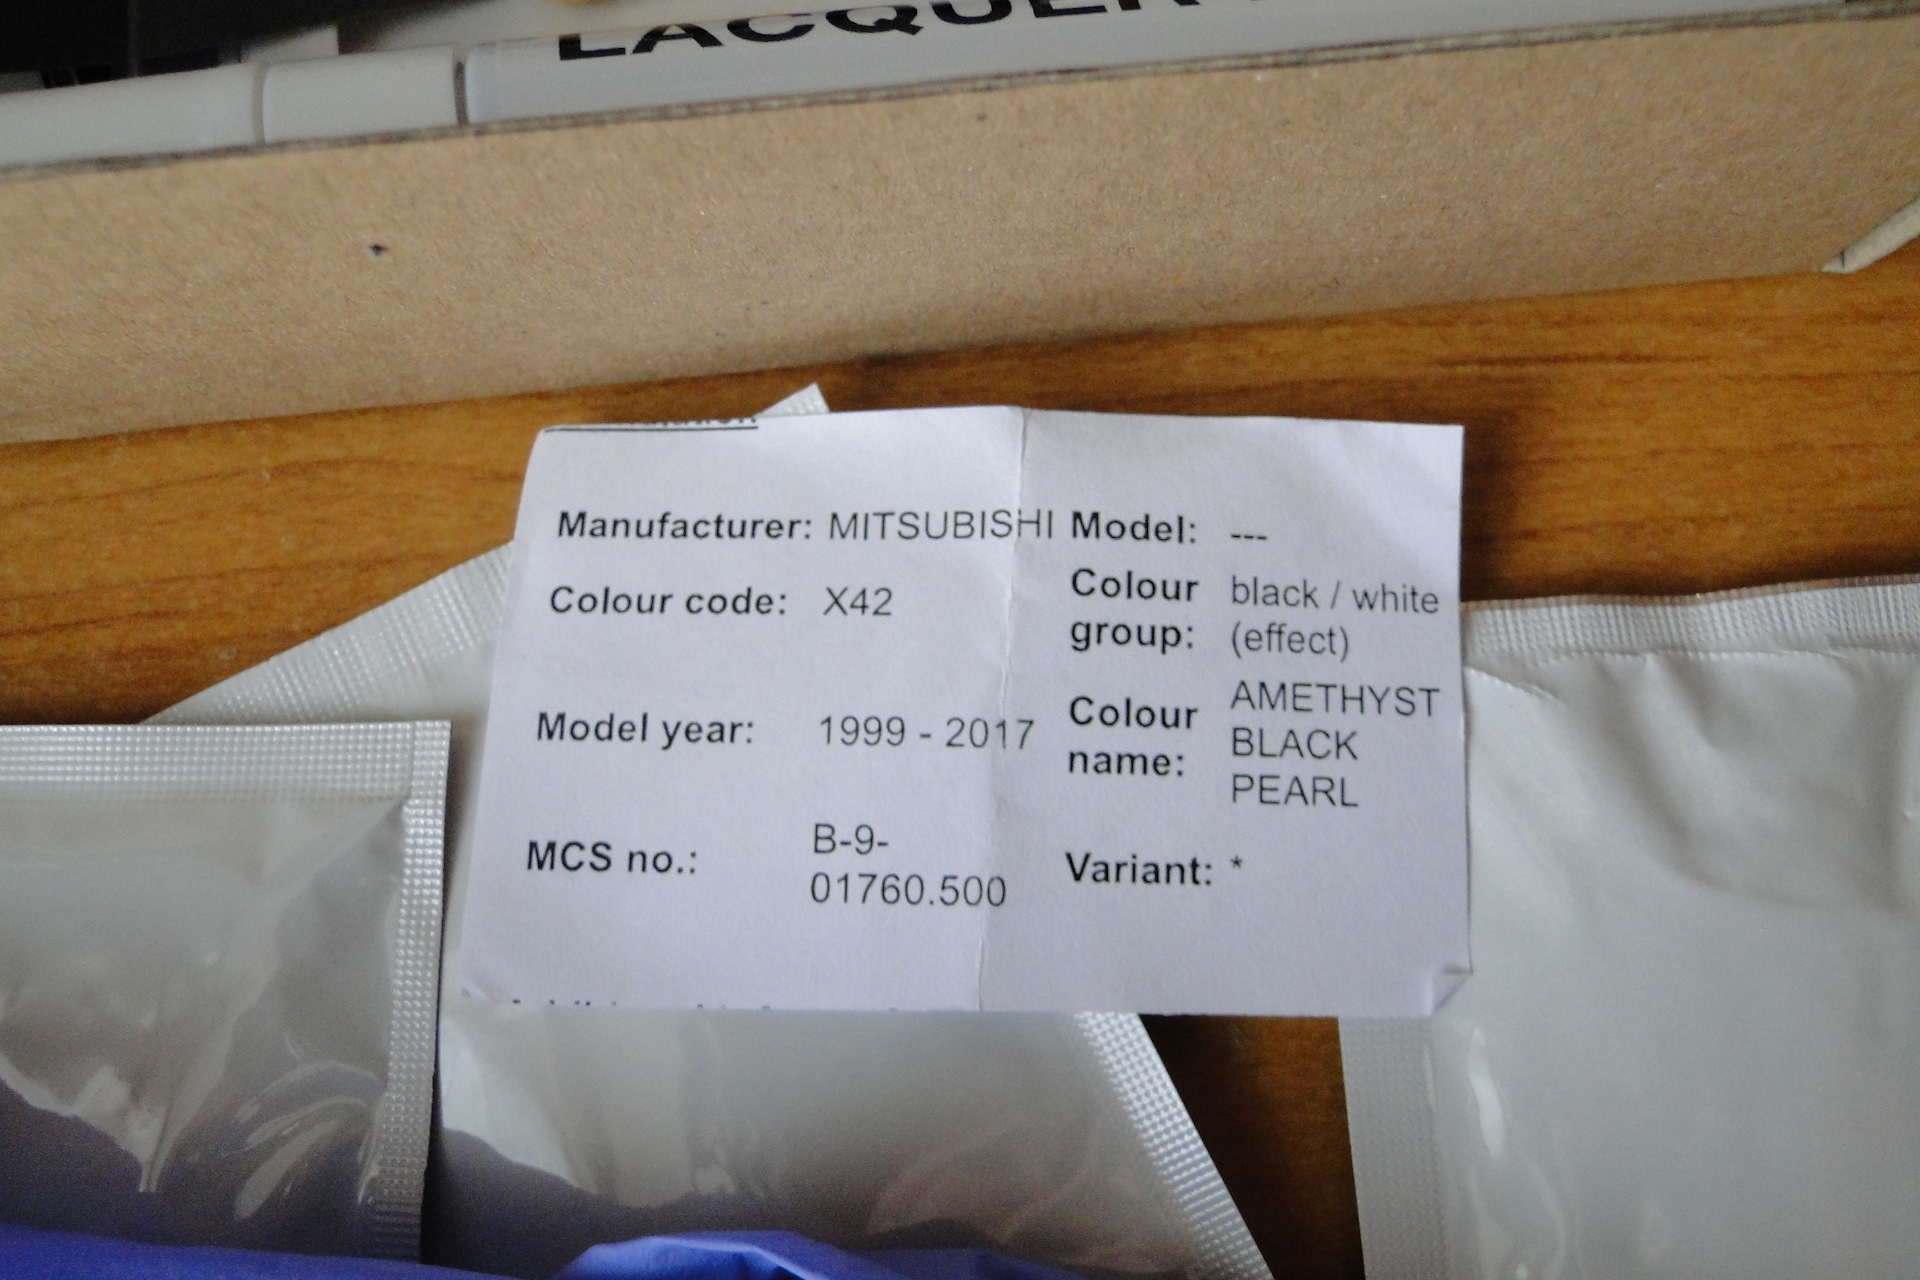 LACQUER
Manufacturer: MITSUBISHI Model: ---
Colour code: X42 Colour group: black / white (effect)
Model year: 1999 - 2017 Colour name: AMETHYST BLACK PEARL
MCS no.: B-9-01760.500 Variant: *